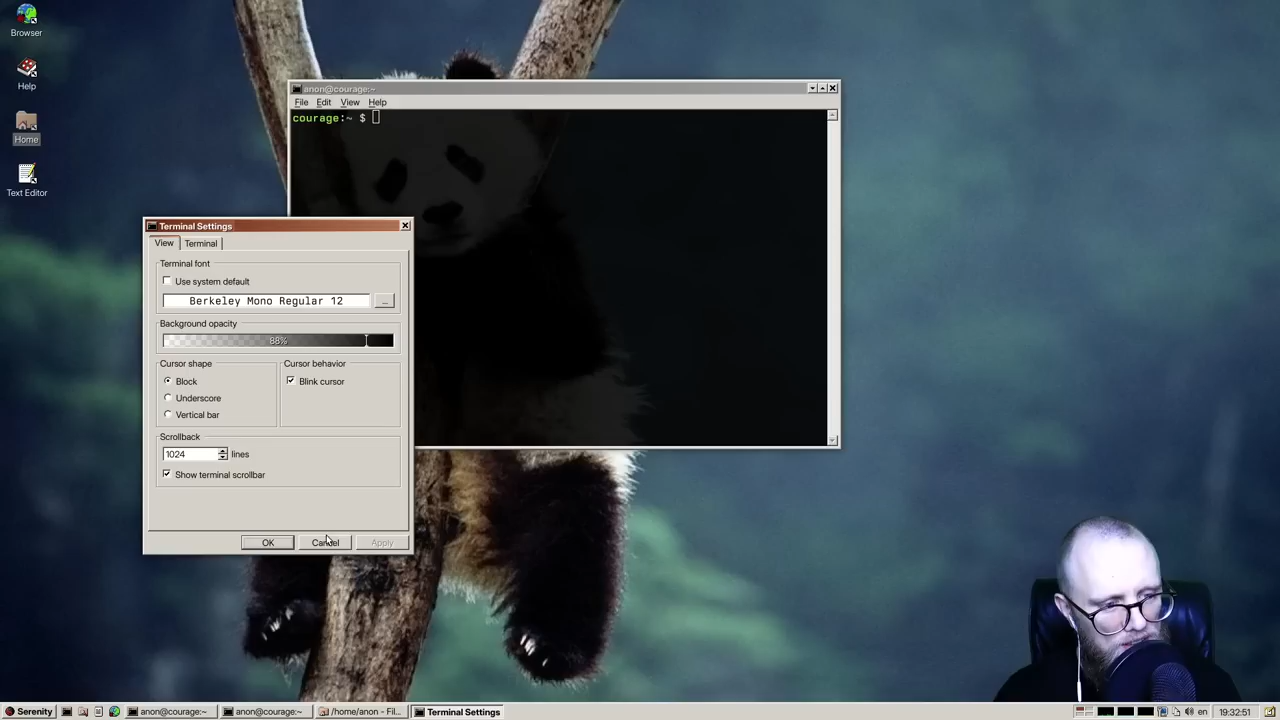 Browser
Help
Home
Text Editor
anon@courage:~
File Edit View Help
courage:~ $
Terminal Settings
View Terminal
Terminal font
Use system default
Berkeley Mono Regular 12
...
Background opacity
88%
Cursor shape
Cursor behavior
Block
Blink cursor
Underscore
Vertical bar
Scrollback
1024 lines
Show terminal scrollbar
OK Cancel Apply
Serenity anon@courage:~ anon@courage:~ /home/anon - Fil... Terminal Settings en 19:32:51